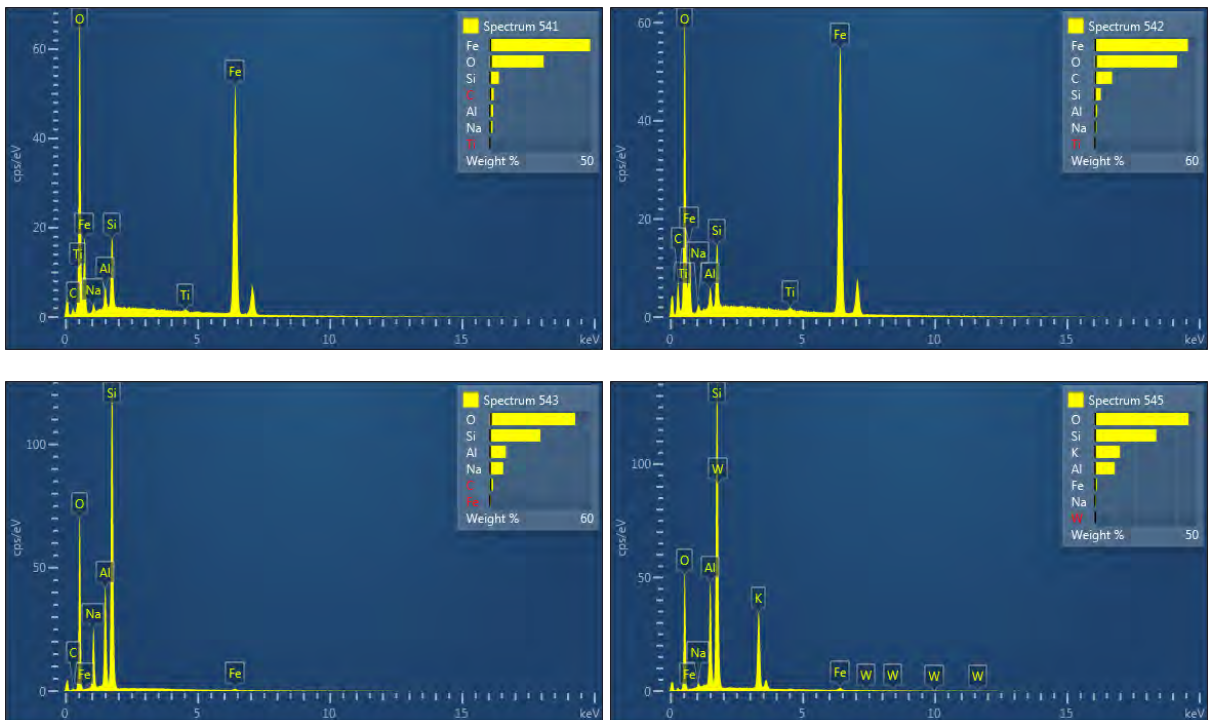 Spectrum 541
Fe
O
Si
C
Al
Na
Ti
Weight % 50
cps/eV
60
40
20
0
O
Fe
Ti
C
Na
Al
Si
Ti
Fe
0 5 10 15 keV
Spectrum 542
Fe
O
C
Si
Al
Na
Ti
Weight % 60
cps/eV
60
40
20
0
O
Fe
C
Ti
Na
Al
Si
Ti
Fe
0 5 10 15 keV
Spectrum 543
O
Si
Al
Na
C
Fe
Weight % 60
cps/eV
100
50
0
Si
O
Al
Na
C
Fe
Fe
0 5 10 15 keV
Spectrum 545
O
Si
K
Al
Fe
Na
W
Weight % 50
cps/eV
100
50
0
Si
W
O
Al
K
Na
Fe
Fe W W W W
0 5 10 15 keV